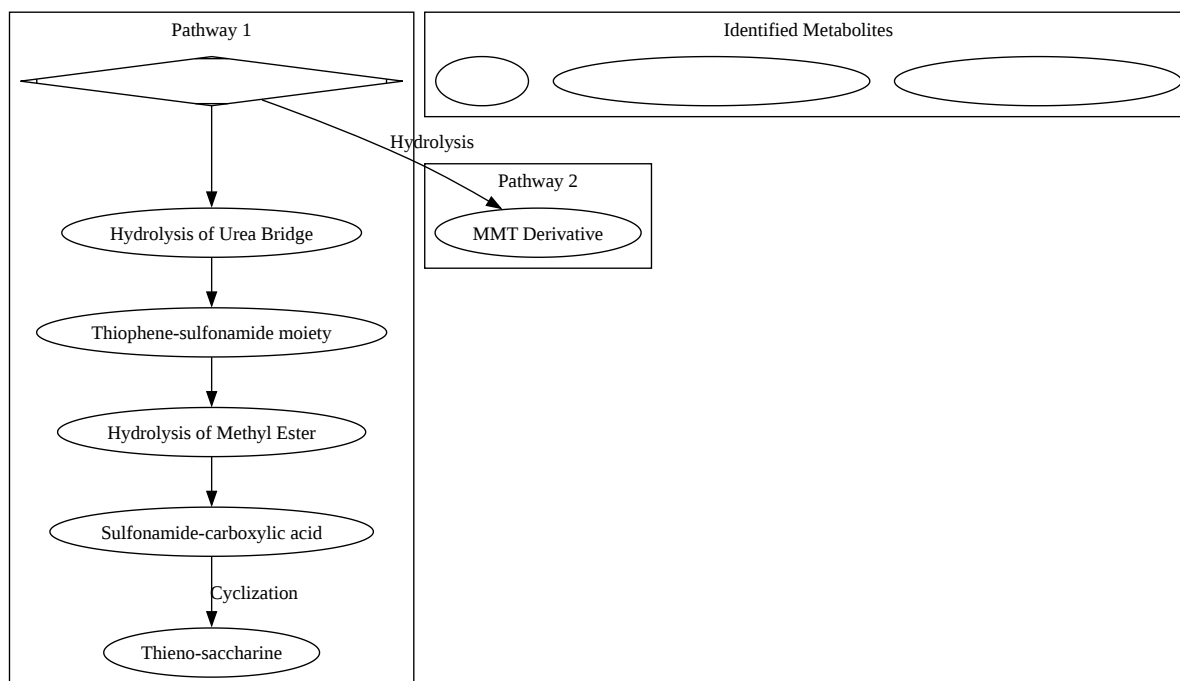 Pathway 1
Identified Metabolites
Hydrolysis
Pathway 2
Hydrolysis of Urea Bridge
MMT Derivative
Thiophene-sulfonamide moiety
Hydrolysis of Methyl Ester
Sulfonamide-carboxylic acid
Cyclization
Thieno-saccharine